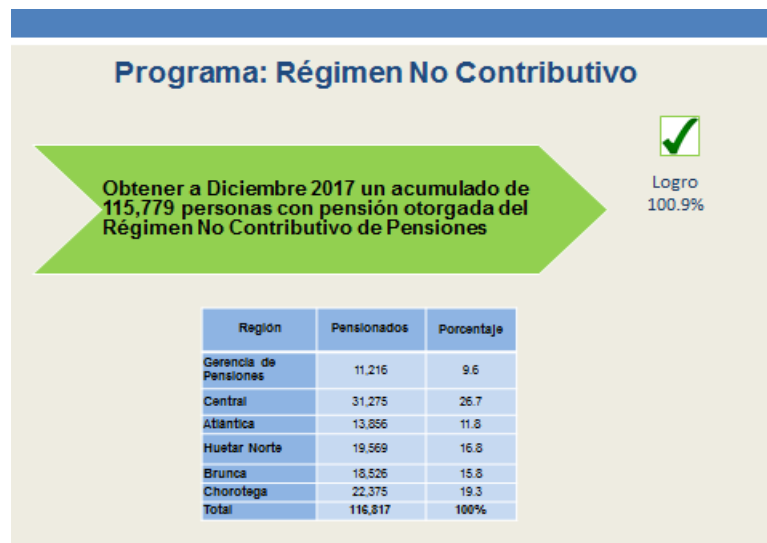 Programa: Régimen No Contributivo
Obtener a Diciembre 2017 un acumulado de
115,779 personas con pensión otorgada del
Régimen No Contributivo de Pensiones
Logro
100.9%
Región Pensionados Porcentaje
Gerencia de
Pensiones 11,216 9.6
Central 31,275 26.7
Atlántica 13,856 11.8
Huetar Norte 19,569 16.8
Brunca 18,526 15.8
Chorotega 22,375 19.3
Total 116,817 100%